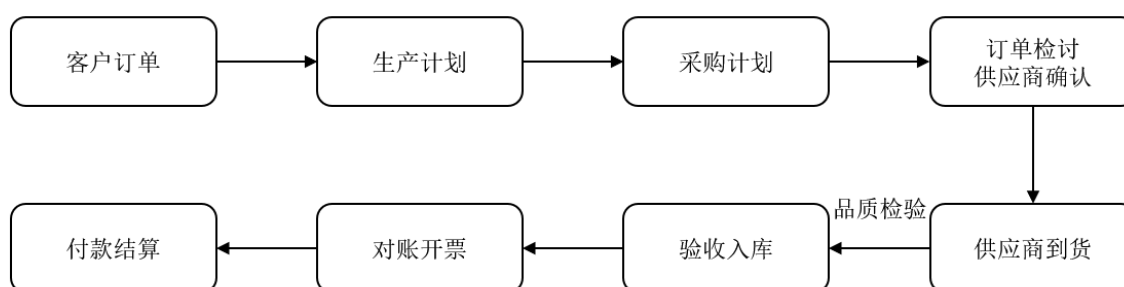 客户订单
生产计划
采购计划
订单检讨
供应商确认
品质检验
供应商到货
验收入库
对账开票
付款结算